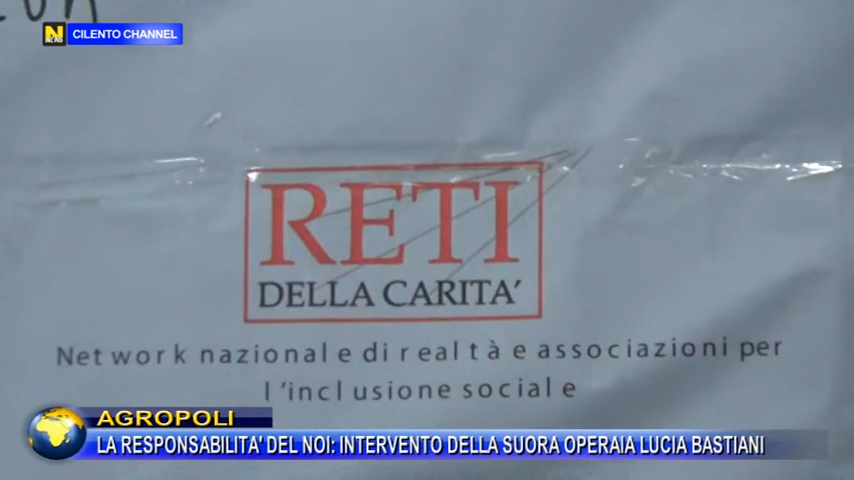 CILENTO CHANNEL
RETI
DELLA CARITA'
Network nazionale di realtà e associazioni per
l'inclusione sociale
AGROPOLI
LA RESPONSABILITA' DEL NOI: INTERVENTO DELLA SUORA OPERAIA LUCIA BASTIANI